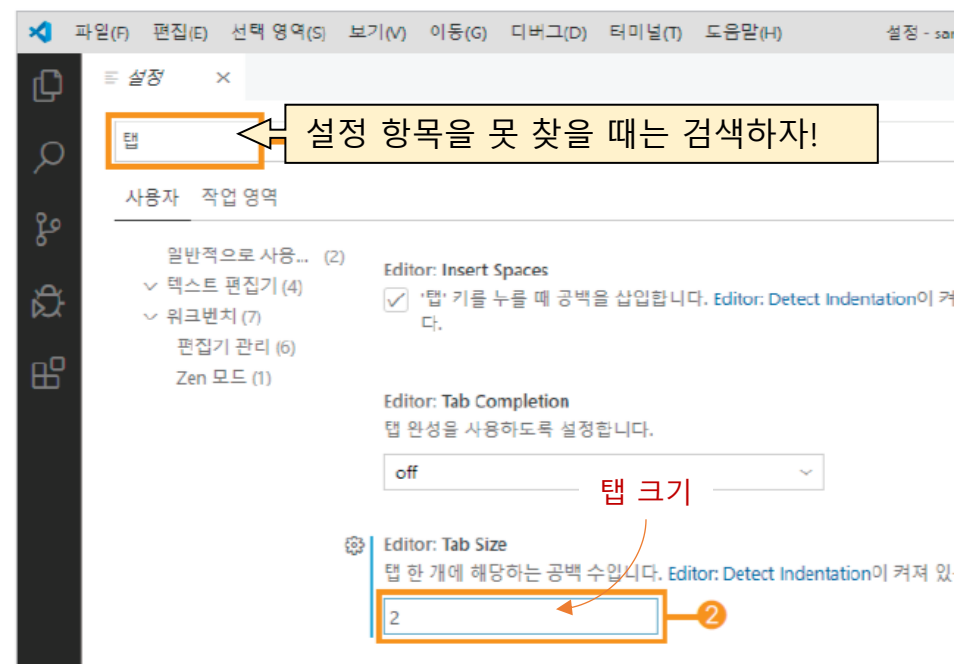 파일(F) 편집(E) 선택 영역(S) 보기(V) 이동(G) 디버그(D) 터미널(T) 도움말(H) 설정 - sar
설정
탭
설정 항목을 못 찾을 때는 검색하자!
사용자 작업 영역
일반적으로 사용... (2)
텍스트 편집기 (4)
워크벤치 (7)
편집기 관리 (6)
Zen 모드 (1)
Editor: Insert Spaces
'탭' 키를 누를 때 공백을 삽입합니다. Editor: Detect Indentation이 켜
다.
Editor: Tab Completion
탭 완성을 사용하도록 설정합니다.
off
탭 크기
Editor: Tab Size
탭 한 개에 해당하는 공백 수입니다. Editor: Detect Indentation이 켜져 있
2
2